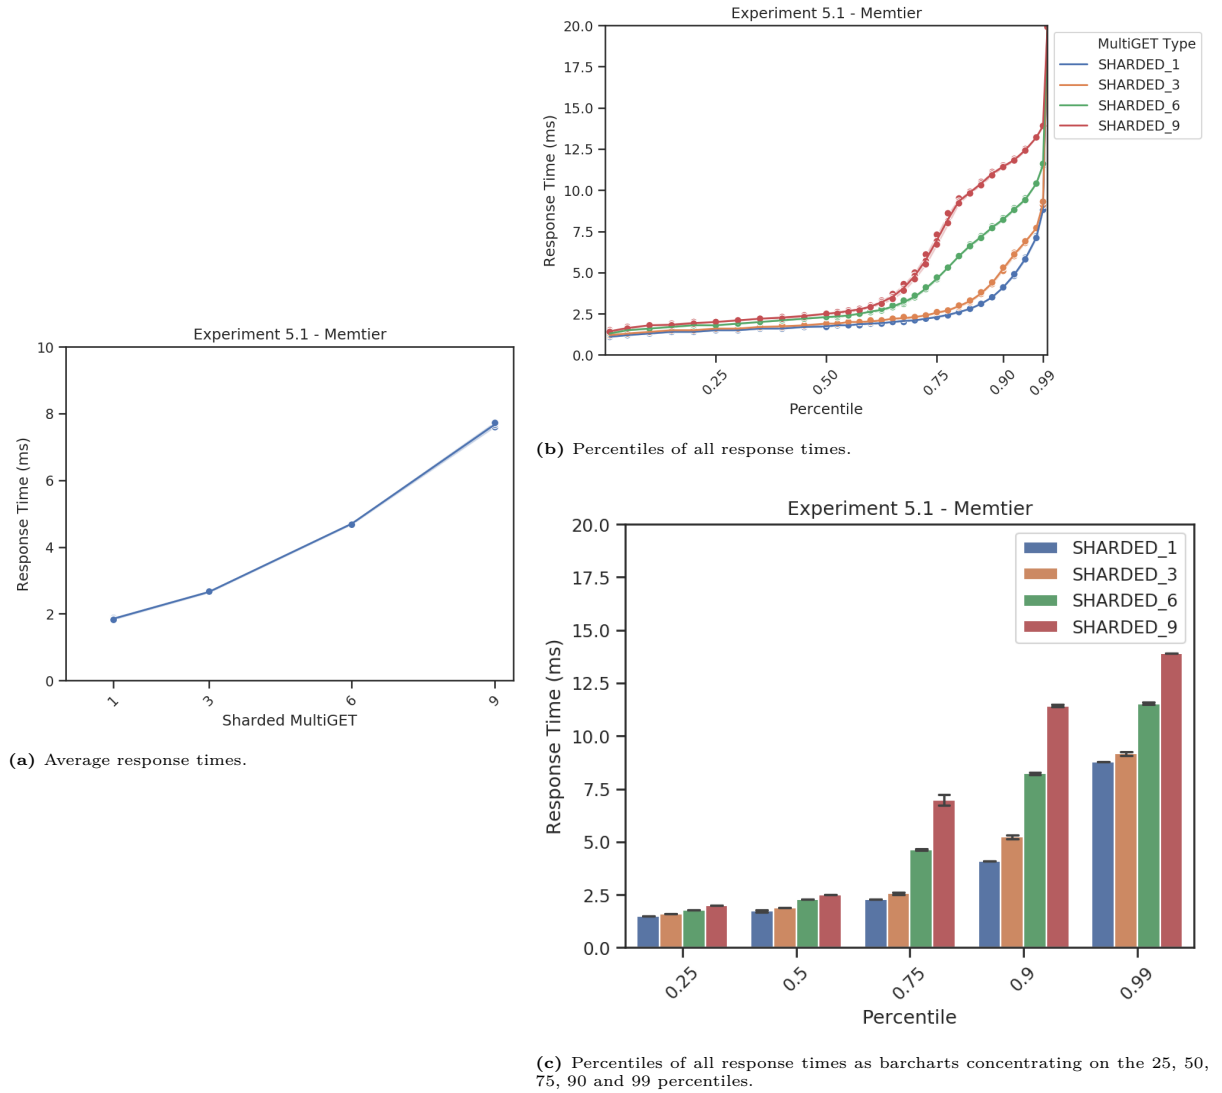 Experiment 5.1 - Memtier
10
8
6
4
2
0
Response Time (ms)
1
3
6
9
Sharded MultiGET
(a) Average response times.
Experiment 5.1 - Memtier
20.0
17.5
15.0
12.5
10.0
7.5
5.0
2.5
0.0
Response Time (ms)
0.25
0.50
0.75
0.90
0.99
Percentile
MultiGET Type
SHARDED_1
SHARDED_3
SHARDED_6
SHARDED_9
(b) Percentiles of all response times.
Experiment 5.1 - Memtier
20.0
17.5
15.0
12.5
10.0
7.5
5.0
2.5
0.0
Response Time (ms)
SHARDED_1
SHARDED_3
SHARDED_6
SHARDED_9
0.25
0.5
0.75
0.9
0.99
Percentile
(c) Percentiles of all response times as barcharts concentrating on the 25, 50,
75, 90 and 99 percentiles.